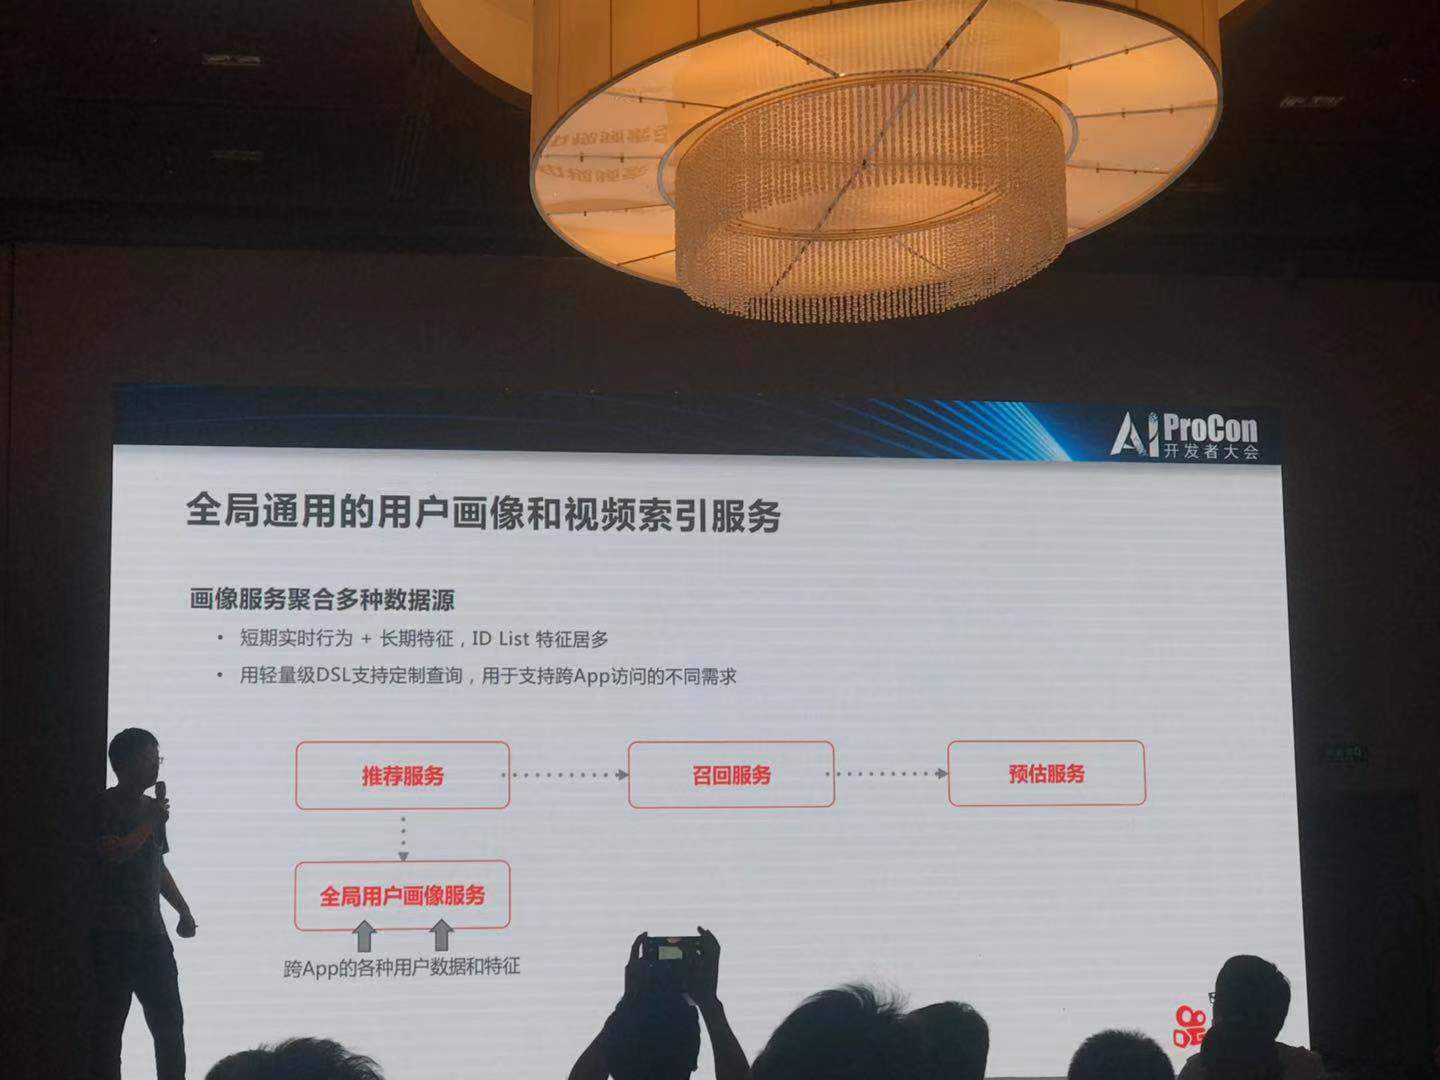 AI ProCon
开发者大会
全局通用的用户画像和视频索引服务
画像服务聚合多种数据源
• 短期实时行为 + 长期特征，ID List 特征居多
• 用轻量级DSL支持定制查询，用于支持跨App访问的不同需求
推荐服务
召回服务
预估服务
全局用户画像服务
跨App的各种用户数据和特征